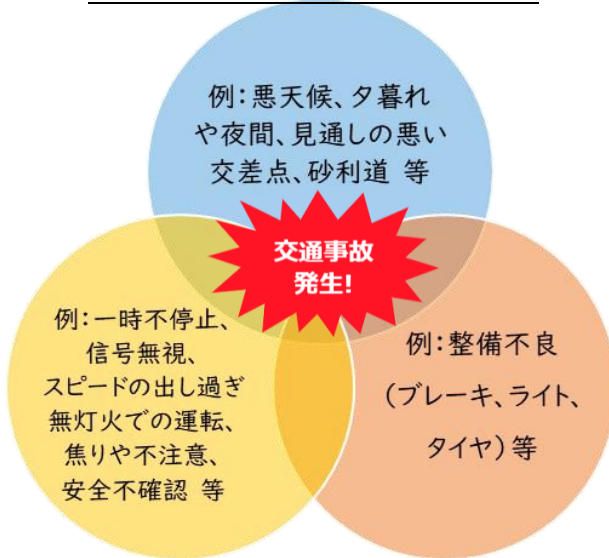 例：悪天候、夕暮れ
や夜間、見通しの悪い
交差点、砂利道 等
交通事故
発生!
例：一時不停止、
信号無視、
スピードの出し過ぎ
無灯火での運転、
焦りや不注意、
安全不確認 等
例：整備不良
（ブレーキ、ライト、
タイヤ）等